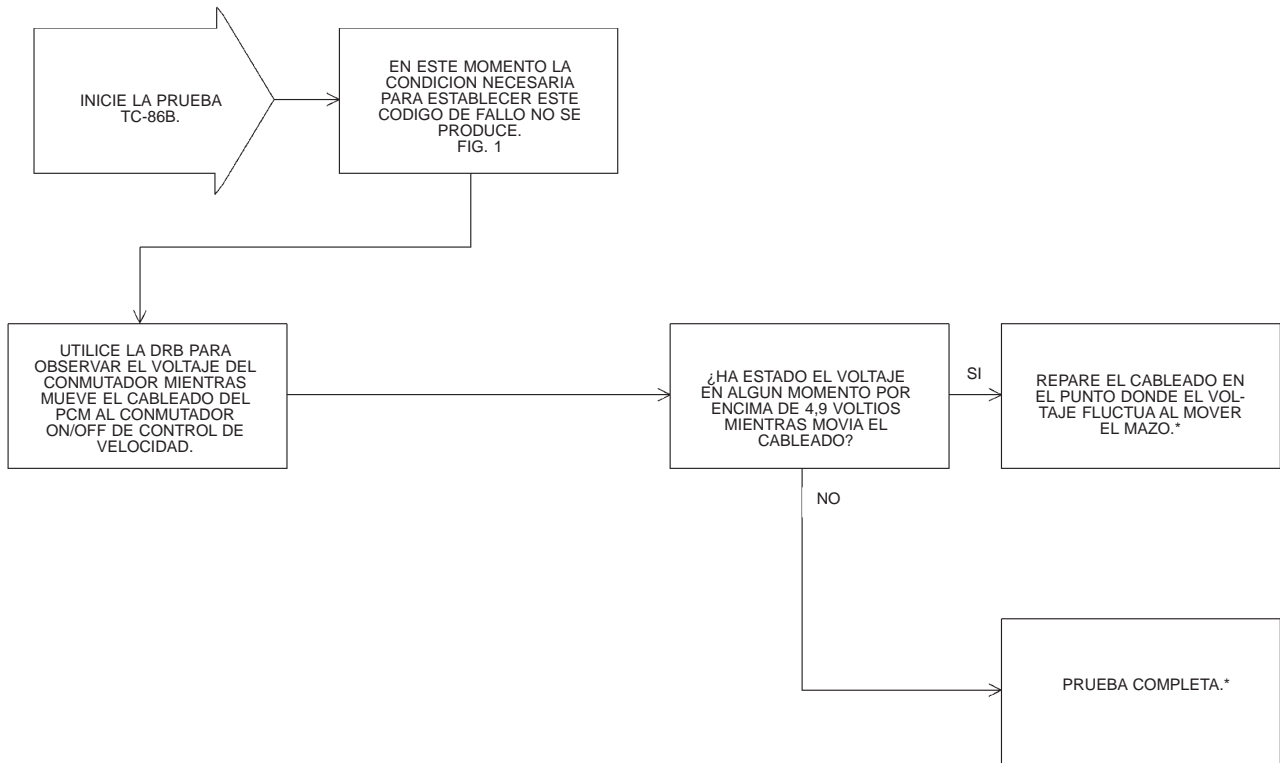 INICIE LA PRUEBA
TC-86B.
EN ESTE MOMENTO LA
CONDICION NECESARIA
PARA ESTABLECER ESTE
CODIGO DE FALLO NO SE
PRODUCE.
FIG. 1
UTILICE LA DRB PARA
OBSERVAR EL VOLTAJE DEL
CONMUTADOR MIENTRAS
MUEVE EL CABLEADO DEL
PCM AL CONMUTADOR
ON/OFF DE CONTROL DE
VELOCIDAD.
¿HA ESTADO EL VOLTAJE
EN ALGUN MOMENTO POR
ENCIMA DE 4,9 VOLTIOS
MIENTRAS MOVIA EL
CABLEADO?
SI
REPARE EL CABLEADO EN
EL PUNTO DONDE EL VOL-
TAJE FLUCTUA AL MOVER
EL MAZO.*
NO
PRUEBA COMPLETA.*